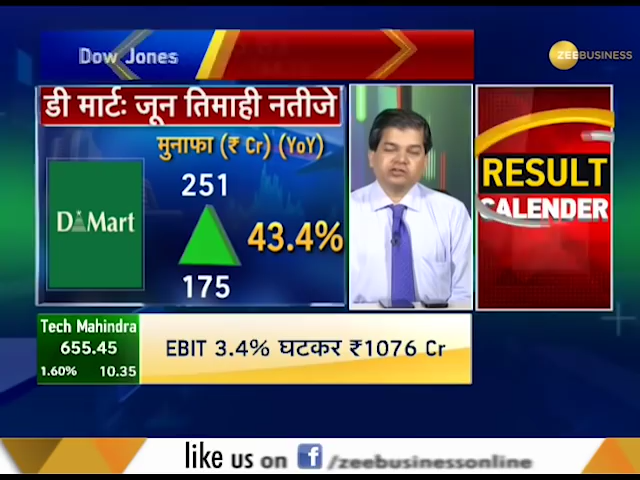 Dow Jones
ZEEBUSINESS
डी मार्टः जून तिमाही नतीजे
मुनाफा (₹ Cr) (YoY)
251
DMart
43.4%
175
RESULT
CALENDER
Tech Mahindra
655.45
1.60% 10.35
EBIT 3.4% घटकर ₹1076 Cr
like us on f /zeebusinessonline